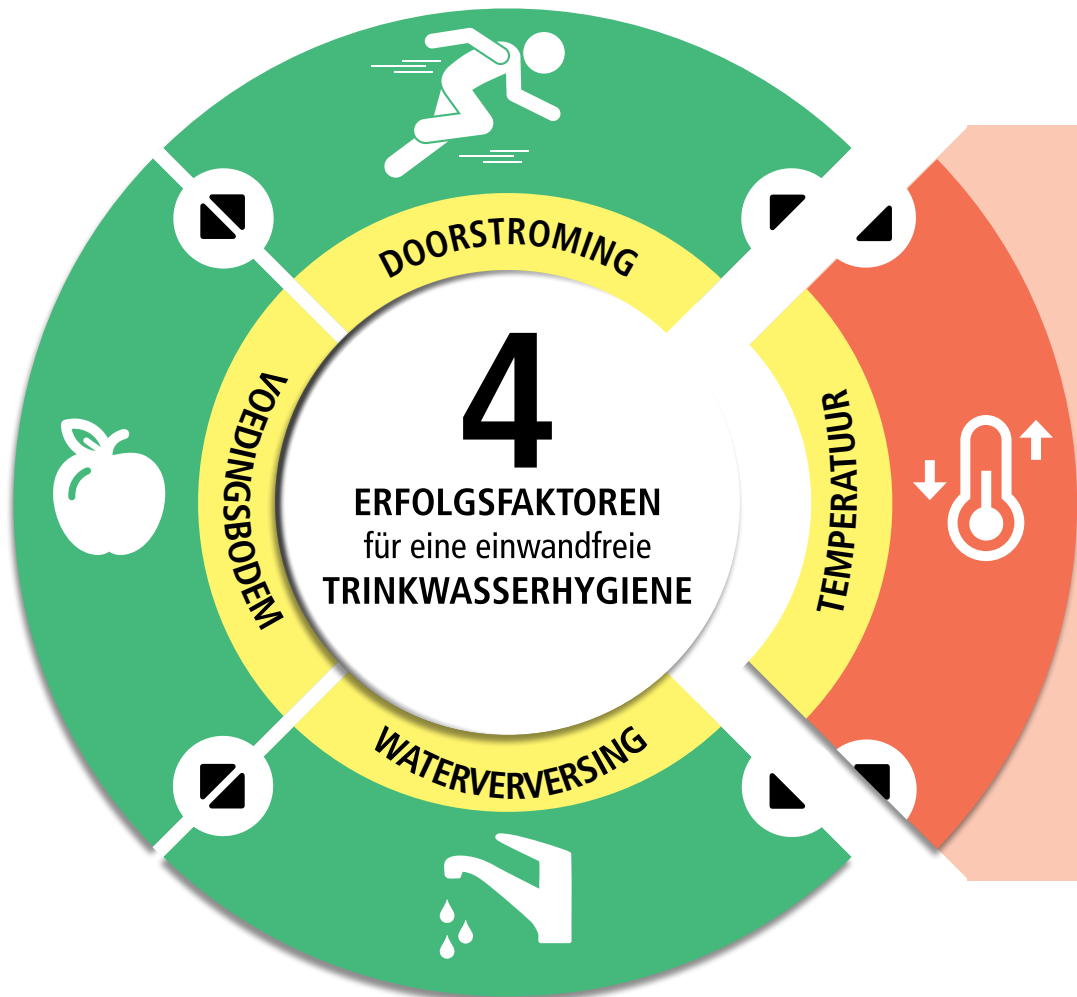 DOORSTROMING
VOEDINGSBODEM
4
ERFOLGSFAKTOREN
für eine einwandfreie
TRINKWASSERHYGIENE
TEMPERATUUR
WATERVERVERSING